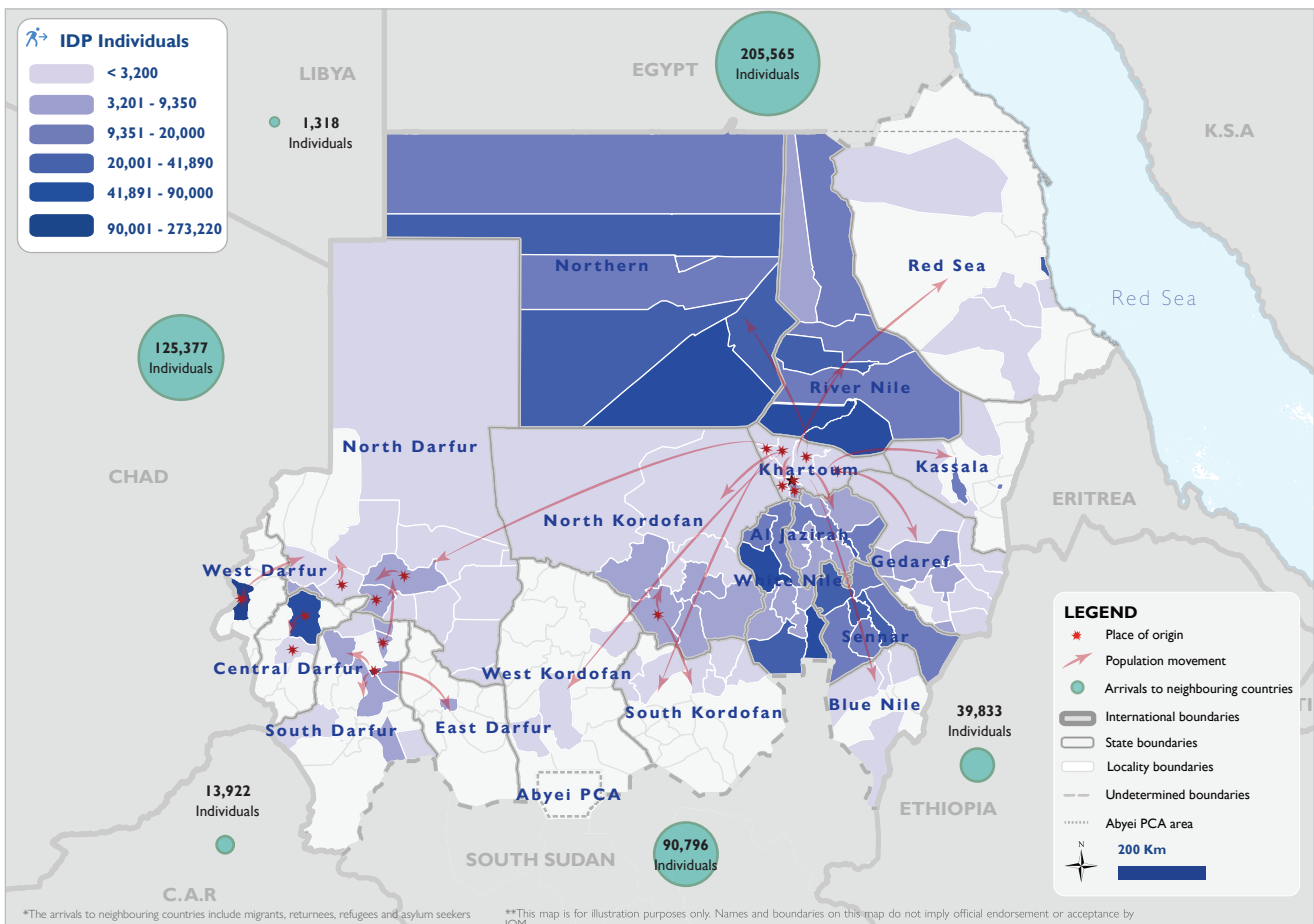 IDP Individuals
< 3,200
3,201 - 9,350
9,351 - 20,000
20,001 - 41,890
41,891 - 90,000
90,001 - 273,220
LIBYA
1,318
Individuals
EGYPT
205,565
Individuals
K.S.A
Red Sea
Northern
Red Sea
125,377
Individuals
River Nile
CHAD
North Darfur
Khartoum
Kassala
ERITREA
North Kordofan
Al Jazirah
West Darfur
White Nile
Gedaref
Sennar
Central Darfur
West Kordofan
South Kordofan
Blue Nile
South Darfur
East Darfur
39,833
Individuals
Abyei PCA
ETHIOPIA
13,922
Individuals
90,796
Individuals
SOUTH SUDAN
C.A.R
LEGEND
Place of origin
Population movement
Arrivals to neighbouring countries
International boundaries
State boundaries
Locality boundaries
Undetermined boundaries
Abyei PCA area
N
200 Km
*The arrivals to neighbouring countries include migrants, returnees, refugees and asylum seekers
**This map is for illustration purposes only. Names and boundaries on this map do not imply official endorsement or acceptance by
IOM